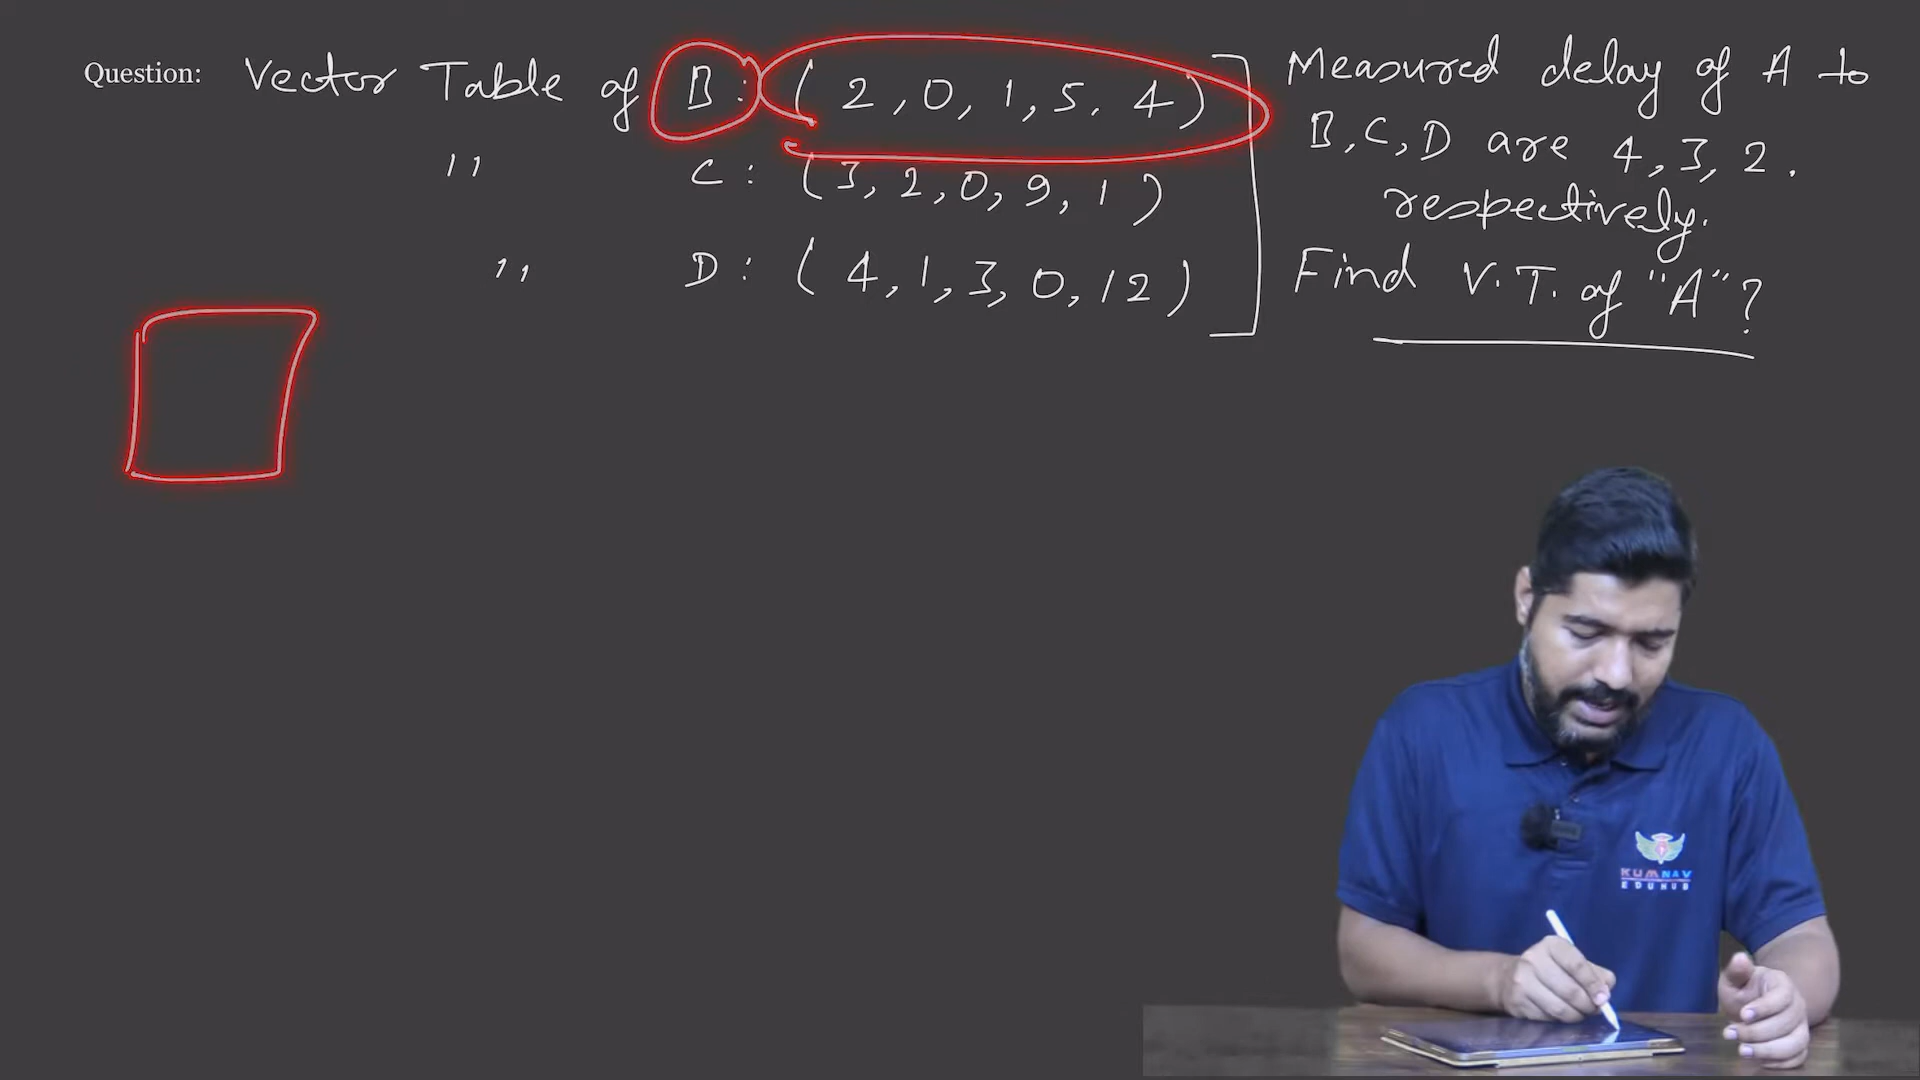 Question: Vector Table of B: (2, 0, 1, 5, 4)
" C: (3, 2, 0, 9, 1)
" D: (4, 1, 3, 0, 12)
Measured delay of A to
B, C, D are 4, 3, 2.
respectively.
Find V.T. of "A"?
KUMNAV
EDUHUB